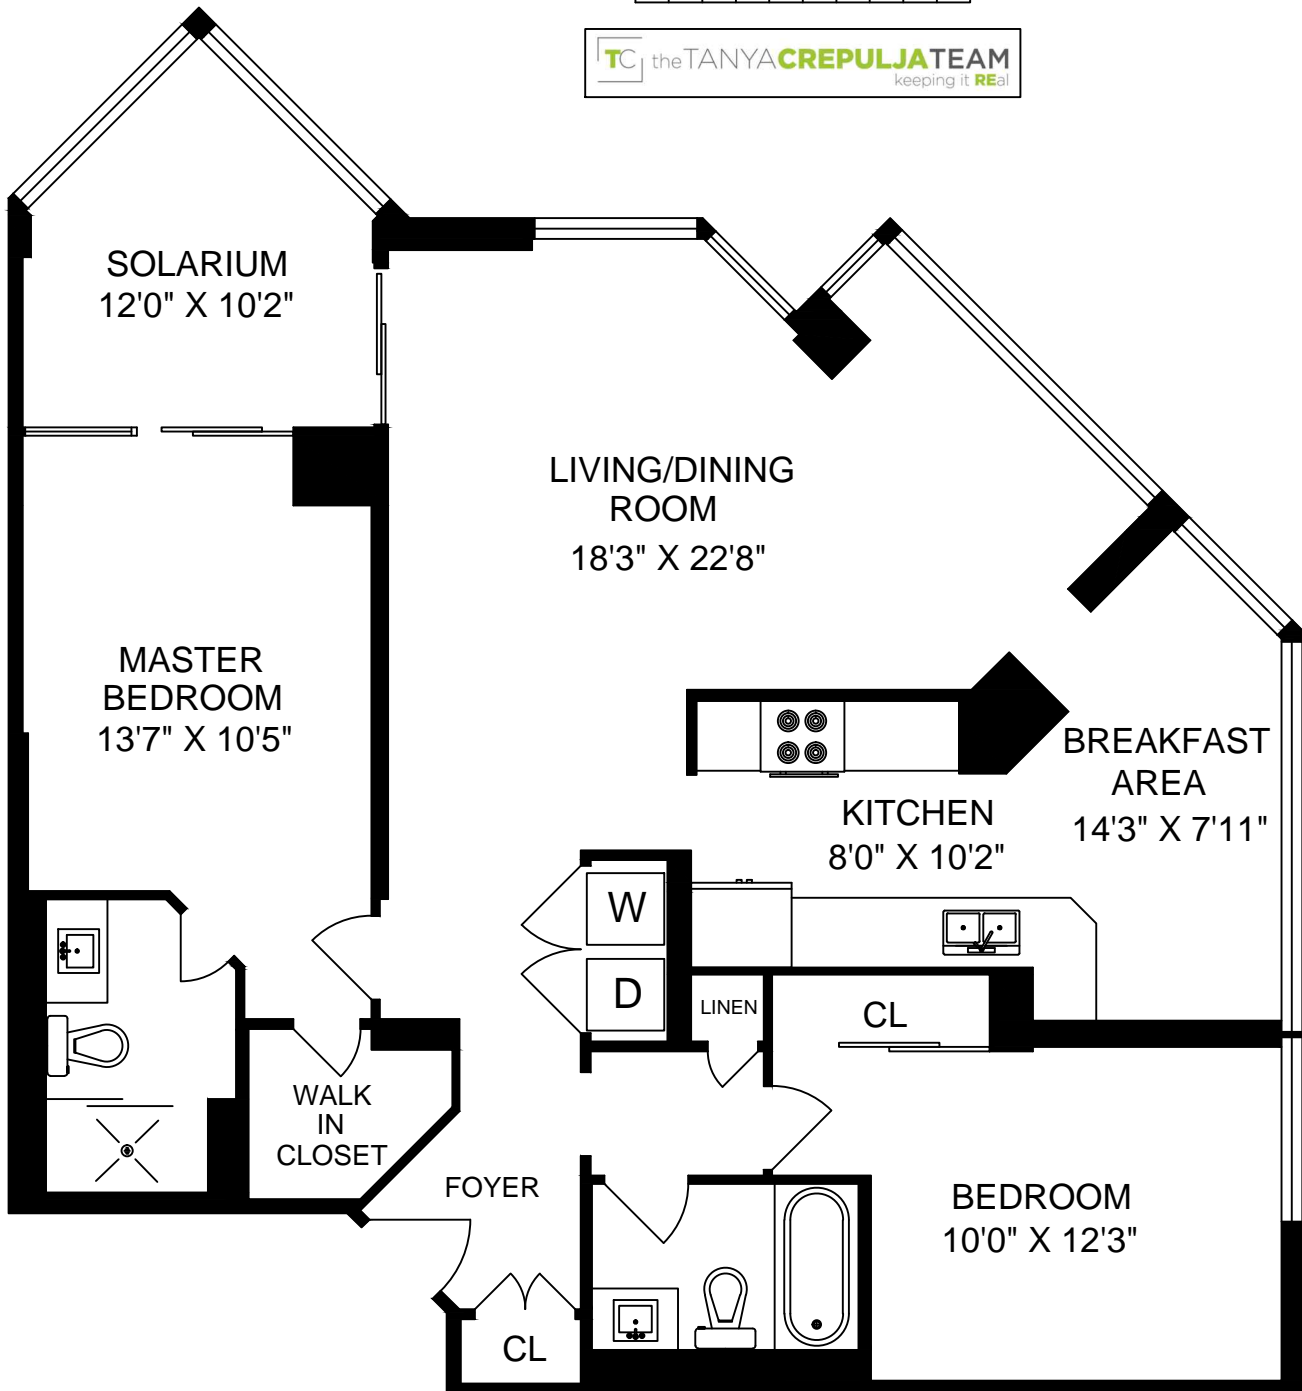 TC the TANYACREPULJATEAM
keeping it REal
SOLARIUM
12'0" X 10'2"
LIVING/DINING
ROOM
18'3" X 22'8"
MASTER
BEDROOM
13'7" X 10'5"
BREAKFAST
AREA
14'3" X 7'11"
KITCHEN
8'0" X 10'2"
W
D
LINEN
CL
WALK
IN
CLOSET
FOYER
BEDROOM
10'0" X 12'3"
CL